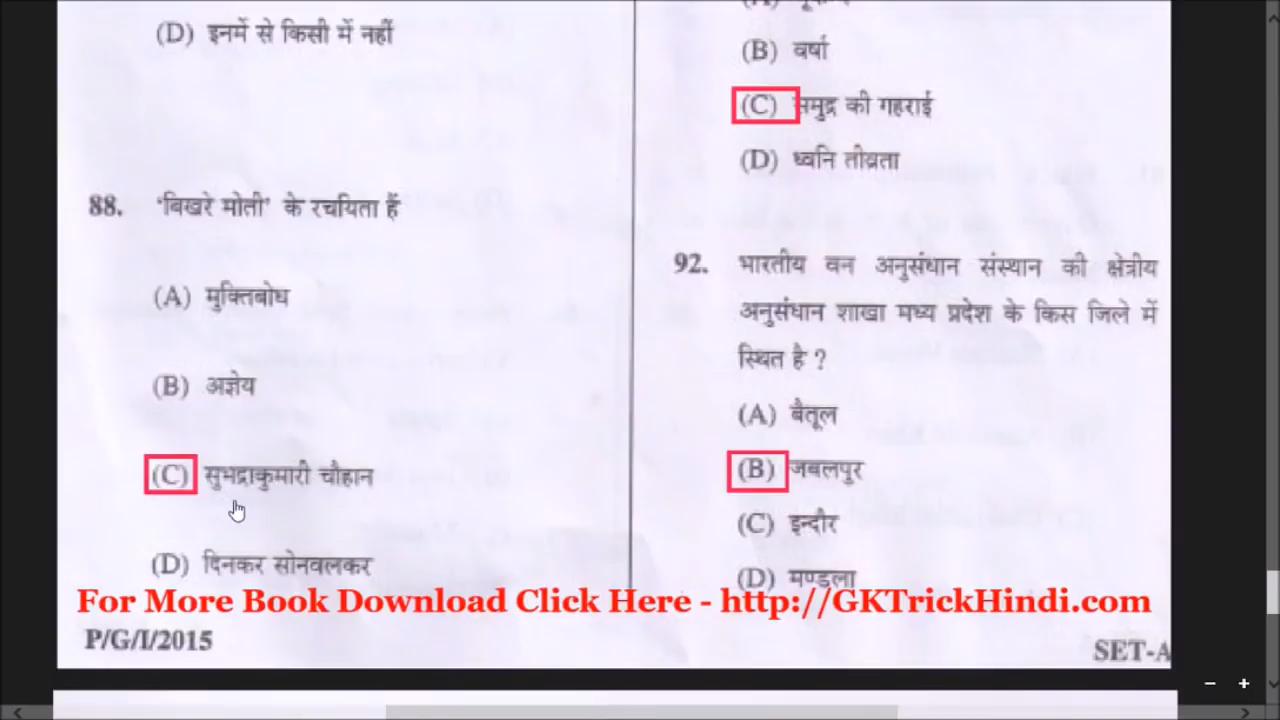 (D) इनमें से किसी में नहीं
88. 'बिखरे मोती' के रचयिता हैं
(A) मुक्तिबोध
(B) अज्ञेय
(C) सुभद्राकुमारी चौहान
(D) दिनकर सोनवलकर
(B) वर्षा
(C) समुद्र की गहराई
(D) ध्वनि तीव्रता
92. भारतीय वन अनुसंधान संस्थान की क्षेत्रीय
अनुसंधान शाखा मध्य प्रदेश के किस जिले में
स्थित है ?
(A) बैतूल
(B) जबलपुर
(C) इन्दौर
(D) मण्डला
For More Book Download Click Here - http://GKTrickHindi.com
P/G/I/2015
SET-A